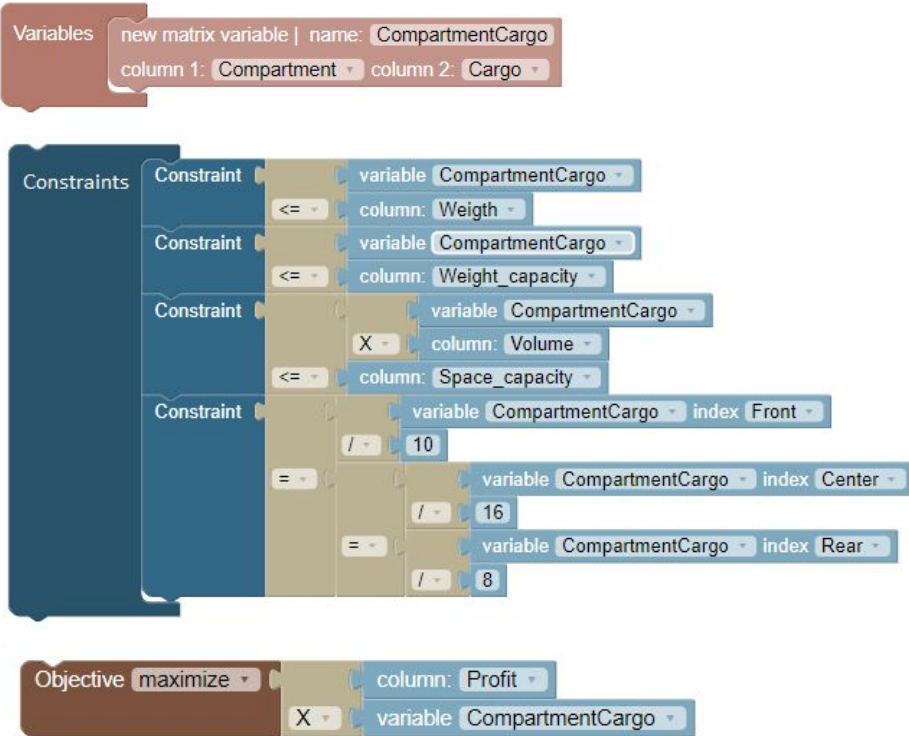 Variables new matrix variable | name: CompartmentCargo
column 1: Compartment column 2: Cargo
Constraints Constraint variable CompartmentCargo
<= column: Weigth
Constraint variable CompartmentCargo
<= column: Weight_capacity
Constraint variable CompartmentCargo
X column: Volume
<= column: Space_capacity
Constraint variable CompartmentCargo index Front
/ 10
= variable CompartmentCargo index Center
/ 16
= variable CompartmentCargo index Rear
/ 8
Objective maximize column: Profit
X variable CompartmentCargo